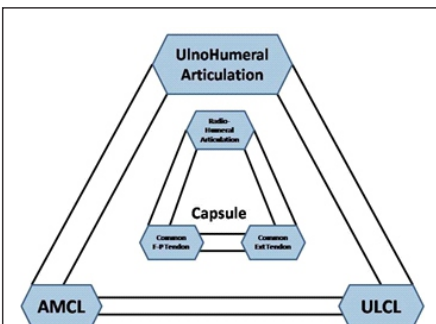 UlnoHumeral
Articulation
Radio-
Humeral
Articulation
Capsule
Common
F-P Tendon
Common
Ext Tendon
AMCL
ULCL